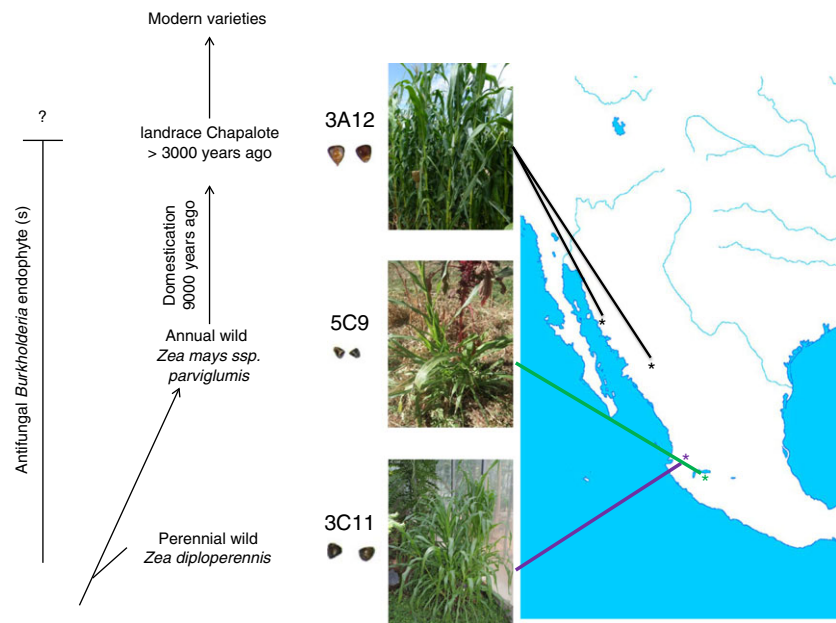 Modern varieties
?
landrace Chapalote
> 3000 years ago
3A12
Antifungal Burkholderia endophyte (s)
Domestication
9000 years ago
5C9
Annual wild
Zea mays ssp.
parviglumis
*
*
*
*
3C11
Perennial wild
Zea diploperennis